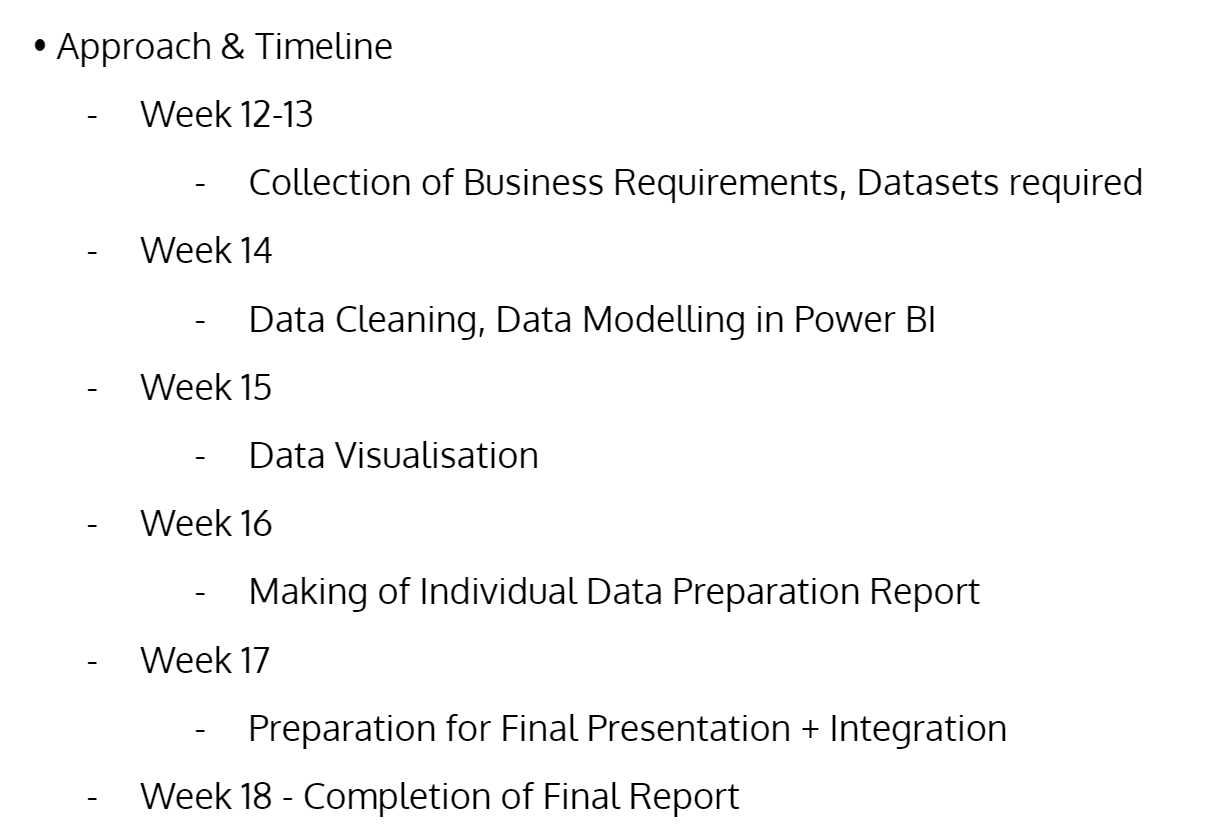 • Approach & Timeline
- Week 12-13
- Collection of Business Requirements, Datasets required
- Week 14
- Data Cleaning, Data Modelling in Power BI
- Week 15
- Data Visualisation
- Week 16
- Making of Individual Data Preparation Report
- Week 17
- Preparation for Final Presentation + Integration
- Week 18 - Completion of Final Report